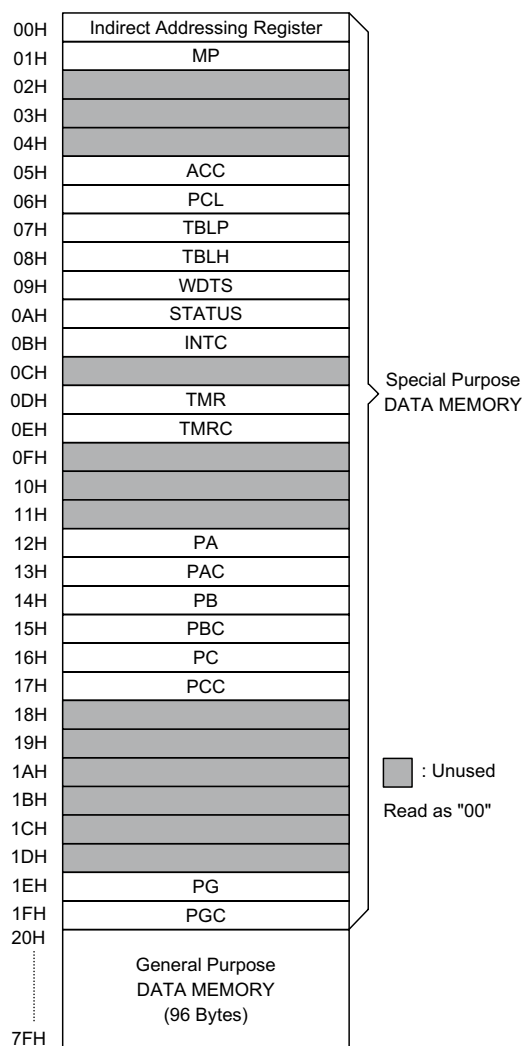 00H Indirect Addressing Register
01H MP
02H
03H
04H
05H ACC
06H PCL
07H TBLP
08H TBLH
09H WDTS
0AH STATUS
0BH INTC
0CH
Special Purpose
DATA MEMORY
0DH TMR
0EH TMRC
0FH
10H
11H
12H PA
13H PAC
14H PB
15H PBC
16H PC
17H PCC
18H
19H
1AH
: Unused
1BH
Read as "00"
1CH
1DH
1EH PG
1FH PGC
20H
General Purpose
DATA MEMORY
(96 Bytes)
7FH